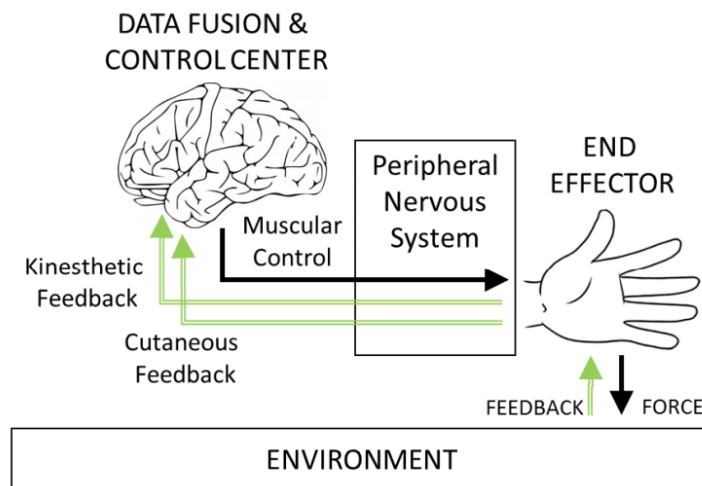 DATA FUSION &
CONTROL CENTER
Peripheral
Nervous
System
END
EFFECTOR
Muscular
Control
Kinesthetic
Feedback
Cutaneous
Feedback
FEEDBACK
FORCE
ENVIRONMENT